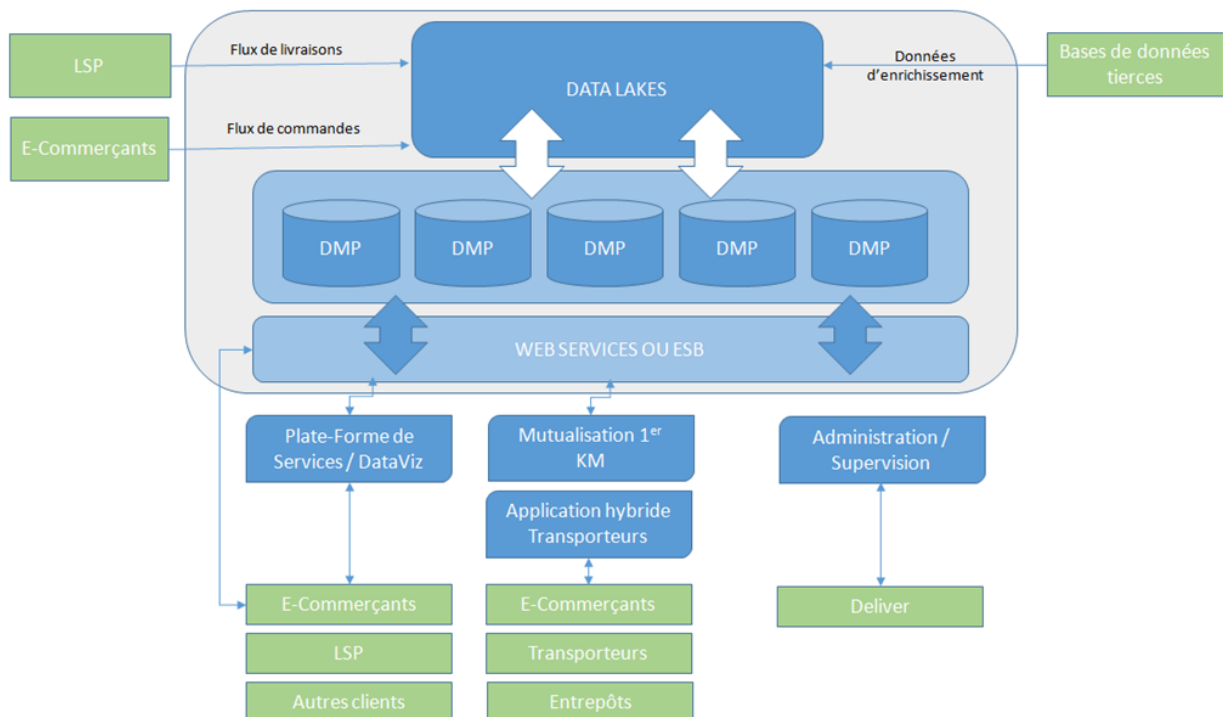 LSP
Flux de livraisons
DATA LAKES
Données
d'enrichissement
Bases de données
tierces
E-Commerçants
Flux de commandes
DMP
DMP
DMP
DMP
DMP
WEB SERVICES OU ESB
Plate-Forme de
Services / DataViz
Mutualisation 1er
KM
Administration /
Supervision
Application hybride
Transporteurs
E-Commerçants
E-Commerçants
Deliver
LSP
Transporteurs
Autres clients
Entrepôts